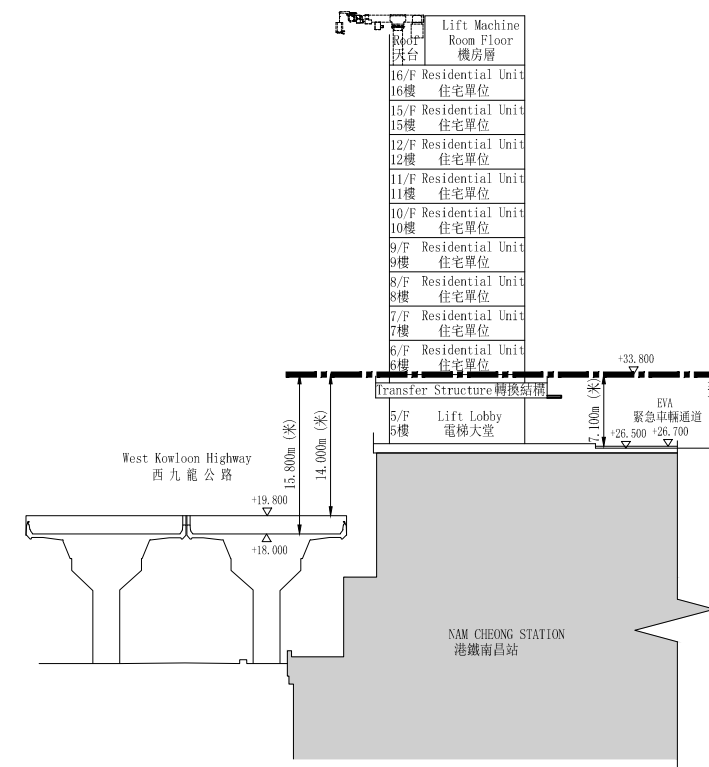 Lift Machine
Roof Room Floor
天台 機房層
16/F Residential Unit
16樓 住宅單位
15/F Residential Unit
15樓 住宅單位
12/F Residential Unit
12樓 住宅單位
11/F Residential Unit
11樓 住宅單位
10/F Residential Unit
10樓 住宅單位
9/F Residential Unit
9樓 住宅單位
8/F Residential Unit
8樓 住宅單位
7/F Residential Unit
7樓 住宅單位
6/F Residential Unit
6樓 住宅單位
+33.800
Transfer Structure 轉換結構
5/F Lift Lobby
5樓 電梯大堂
7.100m (米)
EVA
緊急車輛通道
+26.500 +26.700
15.800m (米)
14.000m (米)
West Kowloon Highway
西九龍公路
+19.800
+18.000
NAM CHEONG STATION
港鐵南昌站